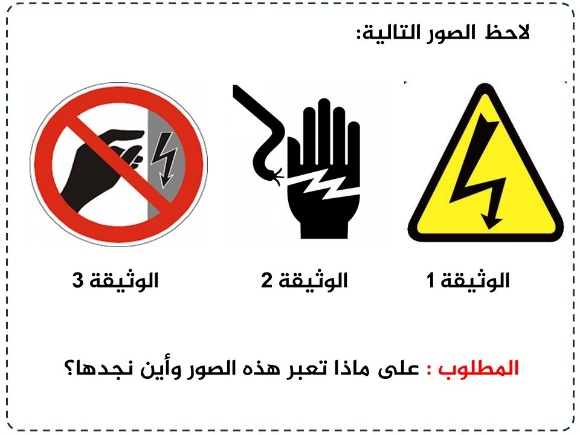 لاحظ الصور التالية:
الوثيقة 1
الوثيقة 2
الوثيقة 3
المطلوب : على ماذا تعبر هذه الصور وأين نجدها؟